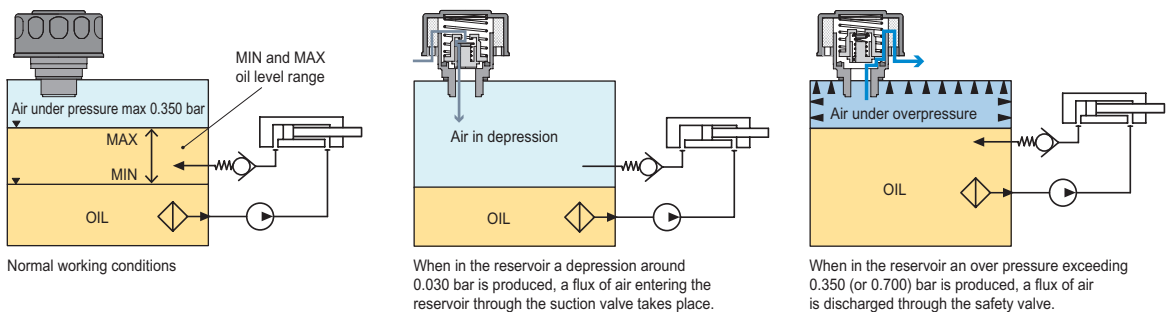 MIN and MAX
oil level range
Air under pressure max 0.350 bar
MAX
MIN
OIL
Normal working conditions
Air in depression
OIL
When in the reservoir a depression around
0.030 bar is produced, a flux of air entering the
reservoir through the suction valve takes place.
Air under overpressure
OIL
When in the reservoir an over pressure exceeding
0.350 (or 0.700) bar is produced, a flux of air
is discharged through the safety valve.